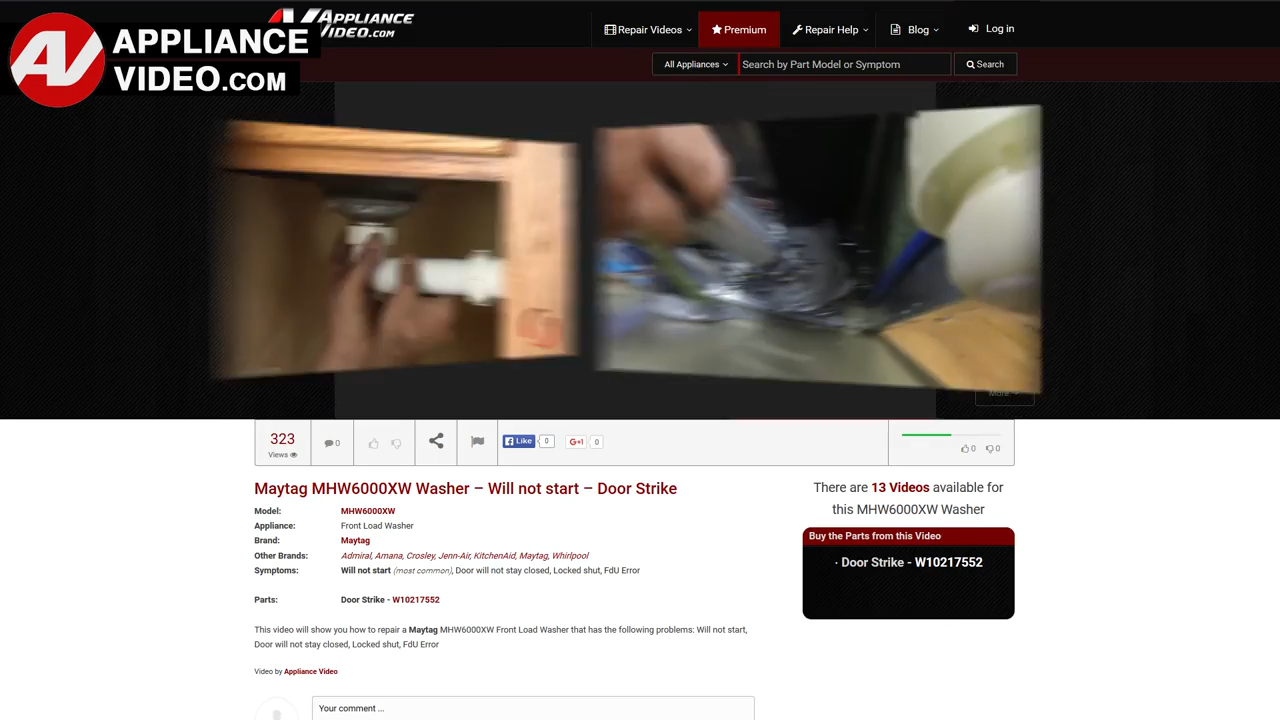 APPLIANCE
VIDEO.COM
APPLIANCE
VIDEO.COM
Repair Videos
Premium
Repair Help
Blog
Log in
All Appliances
Search by Part Model or Symptom
Search
More
323
Views
0
Like
0
G+1
0
0
0
Maytag MHW6000XW Washer – Will not start – Door Strike
Model: MHW6000XW
Appliance: Front Load Washer
Brand: Maytag
Other Brands: Admiral, Amana, Crosley, Jenn-Air, KitchenAid, Maytag, Whirlpool
Symptoms: Will not start (most common), Door will not stay closed, Locked shut, FdU Error
Parts: Door Strike - W10217552
This video will show you how to repair a Maytag MHW6000XW Front Load Washer that has the following problems: Will not start,
Door will not stay closed, Locked shut, FdU Error
Video by Appliance Video
Your comment ...
There are 13 Videos available for
this MHW6000XW Washer
Buy the Parts from this Video
· Door Strike - W10217552